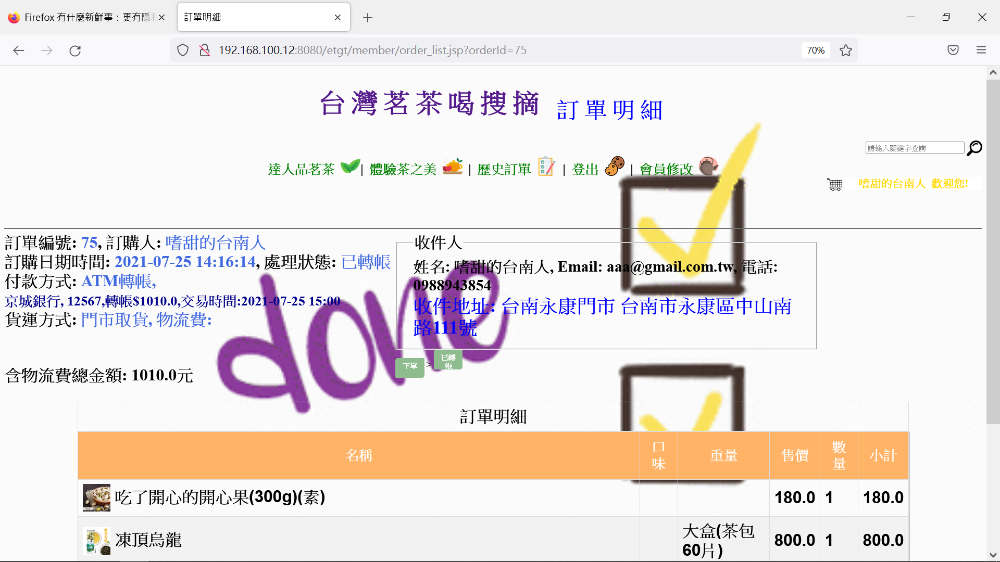 Firefox 有什麼新鮮事：更有隱
訂單明細
192.168.100.12:8080/etgt/member/order_list.jsp?orderId=75
70%
台灣茗茶喝搜摘 訂單明細
請輸入關鍵字查詢
達人品茗茶 | 體驗茶之美 | 歷史訂單 | 登出 | 會員修改
嗜甜的台南人 歡迎您!
訂單編號: 75, 訂購人: 嗜甜的台南人
訂購日期時間: 2021-07-25 14:16:14, 處理狀態: 已轉帳
付款方式: ATM轉帳,
京城銀行, 12567,轉帳$1010.0,交易時間:2021-07-25 15:00
貨運方式: 門市取貨, 物流費:
含物流費總金額: 1010.0元
收件人
姓名: 嗜甜的台南人, Email: aaa@gmail.com.tw, 電話:
0988943854
收件地址: 台南永康門市 台南市永康區中山南
路111號
done
下單 > 已轉
帳
訂單明細
名稱 口味 重量 售價 數量 小計
吃了開心的開心果(300g)(素) 180.0 1 180.0
凍頂烏龍 大盒(茶包60片) 800.0 1 800.0